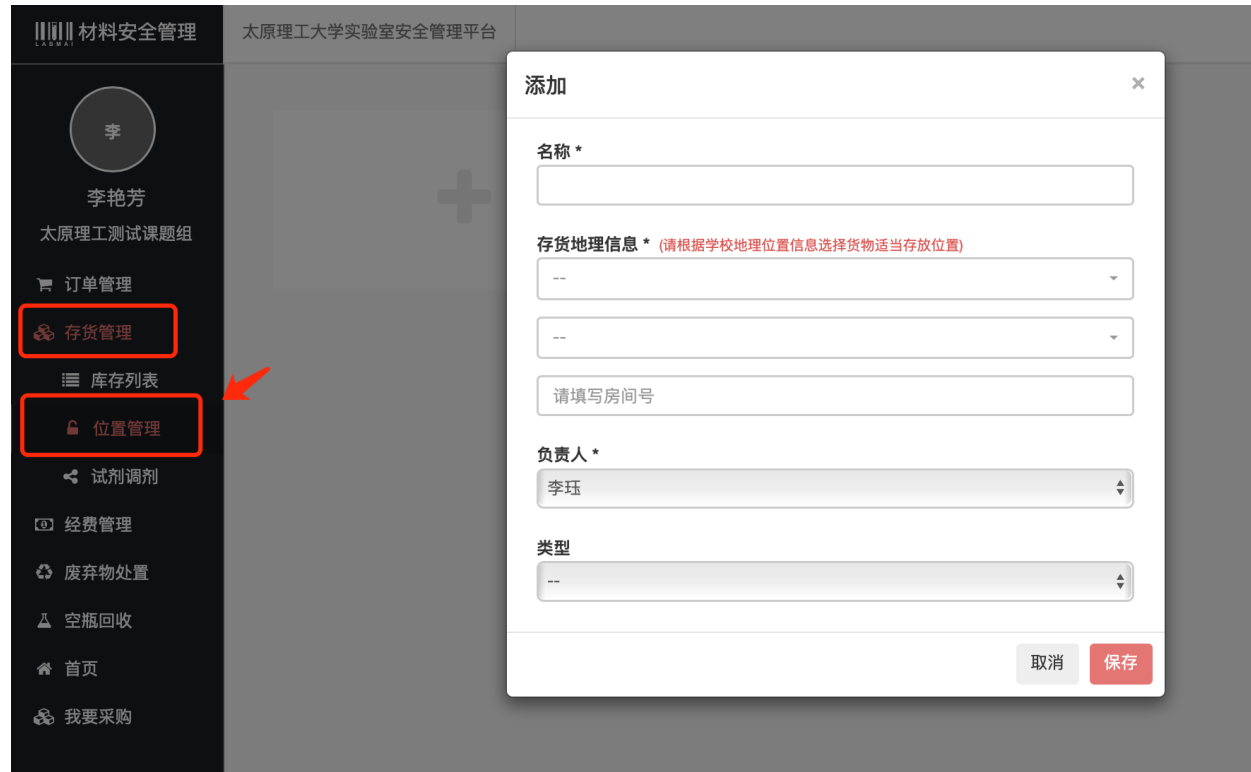 材料安全管理
LABMAI
太原理工大学实验室安全管理平台
李
李艳芳
太原理工测试课题组
订单管理
存货管理
库存列表
位置管理
试剂调剂
经费管理
废弃物处置
空瓶回收
首页
我要采购
添加
×
名称 *
存货地理信息 * (请根据学校地理位置信息选择货物适当存放位置)
--
--
请填写房间号
负责人 *
李珏
类型
--
取消
保存